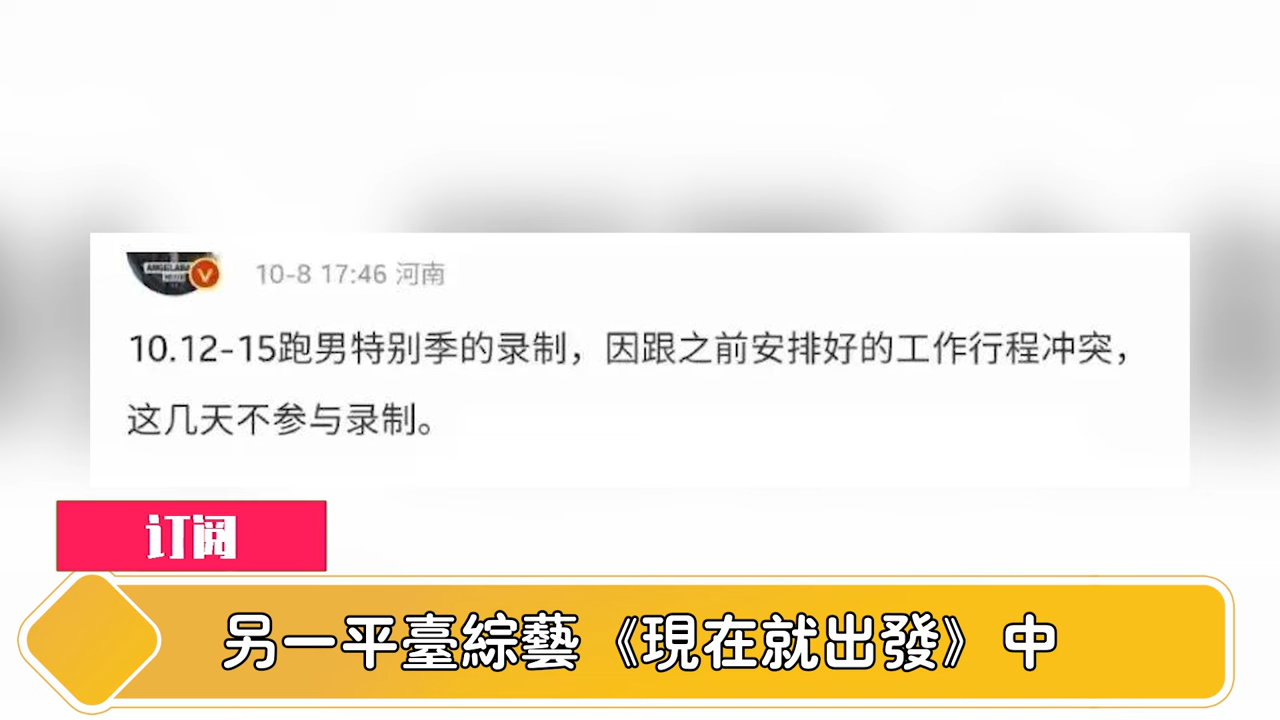 10-8 17:46 河南
10.12-15跑男特别季的录制，因跟之前安排好的工作行程冲突，
这几天不参与录制。
订阅
另一平臺綜藝《現在就出發》中